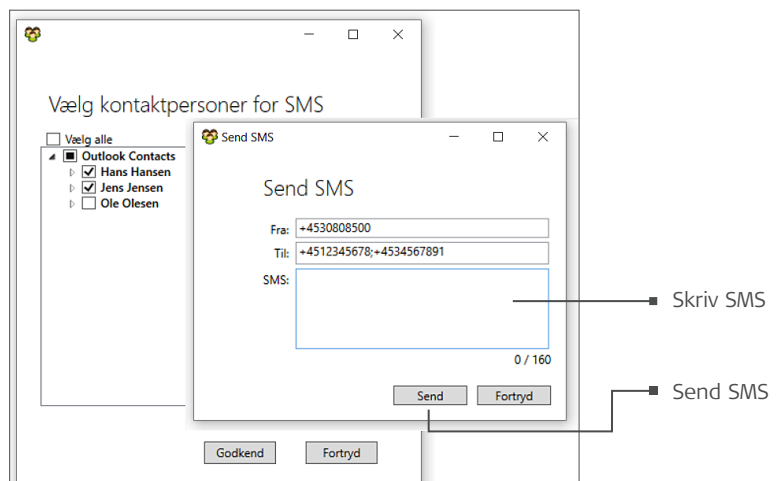 Vælg kontaktpersoner for SMS
Vælg alle
Outlook Contacts
Hans Hansen
Jens Jensen
Ole Olesen
Send SMS
Send SMS
Fra: +4530808500
Til: +4512345678;+4534567891
SMS:
0 / 160
Send Fortryd
Godkend Fortryd
Skriv SMS
Send SMS